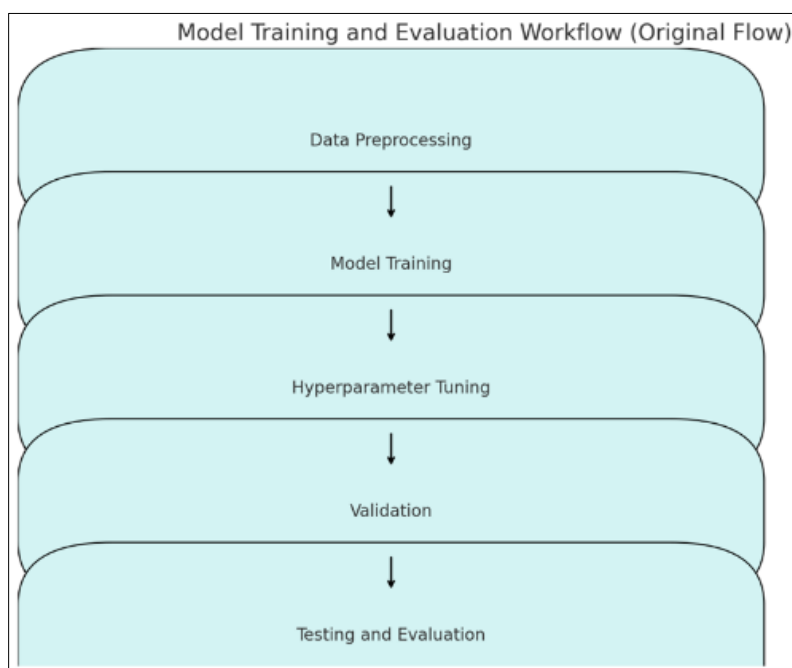 Model Training and Evaluation Workflow (Original Flow)
Data Preprocessing
Model Training
Hyperparameter Tuning
Validation
Testing and Evaluation